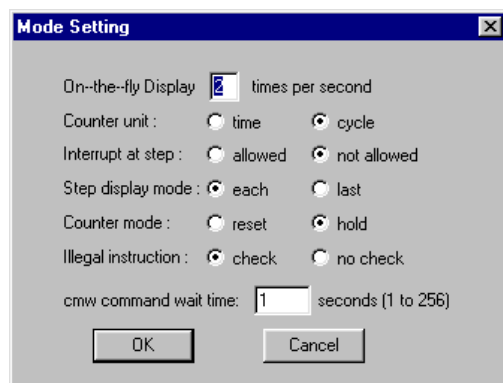 Mode Setting
On--the--fly Display 2 times per second
Counter unit : time cycle
Interrupt at step : allowed not allowed
Step display mode : each last
Counter mode : reset hold
Illegal instruction : check no check
cmw command wait time: 1 seconds (1 to 256)
OK Cancel